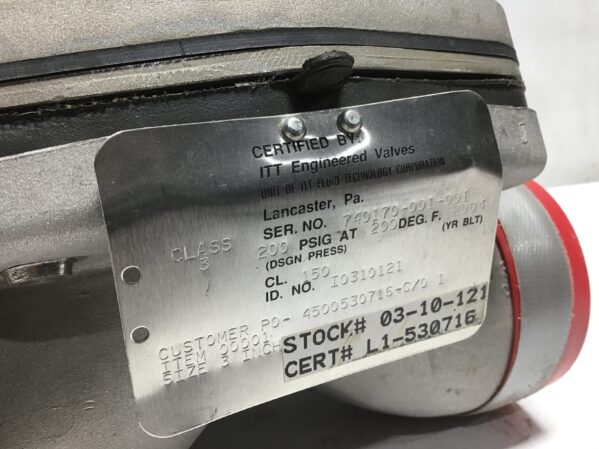 CERTIFIED BY:
ITT Engineered Valves
UNIT OF ITT FLUID TECHNOLOGY CORPORATION
Lancaster, Pa.
SER. NO. 740170-001-001
CLASS 3
200 PSIG AT 200 DEG. F. 2004
(DSGN. PRESS) (YR BLT)
CL. 150
ID. NO. I0310121
CUSTOMER PO- 4500530716-C/O 1
ITEM 00001.
SIZE 3 INCH
STOCK# 03-10-121
CERT# L1-530716